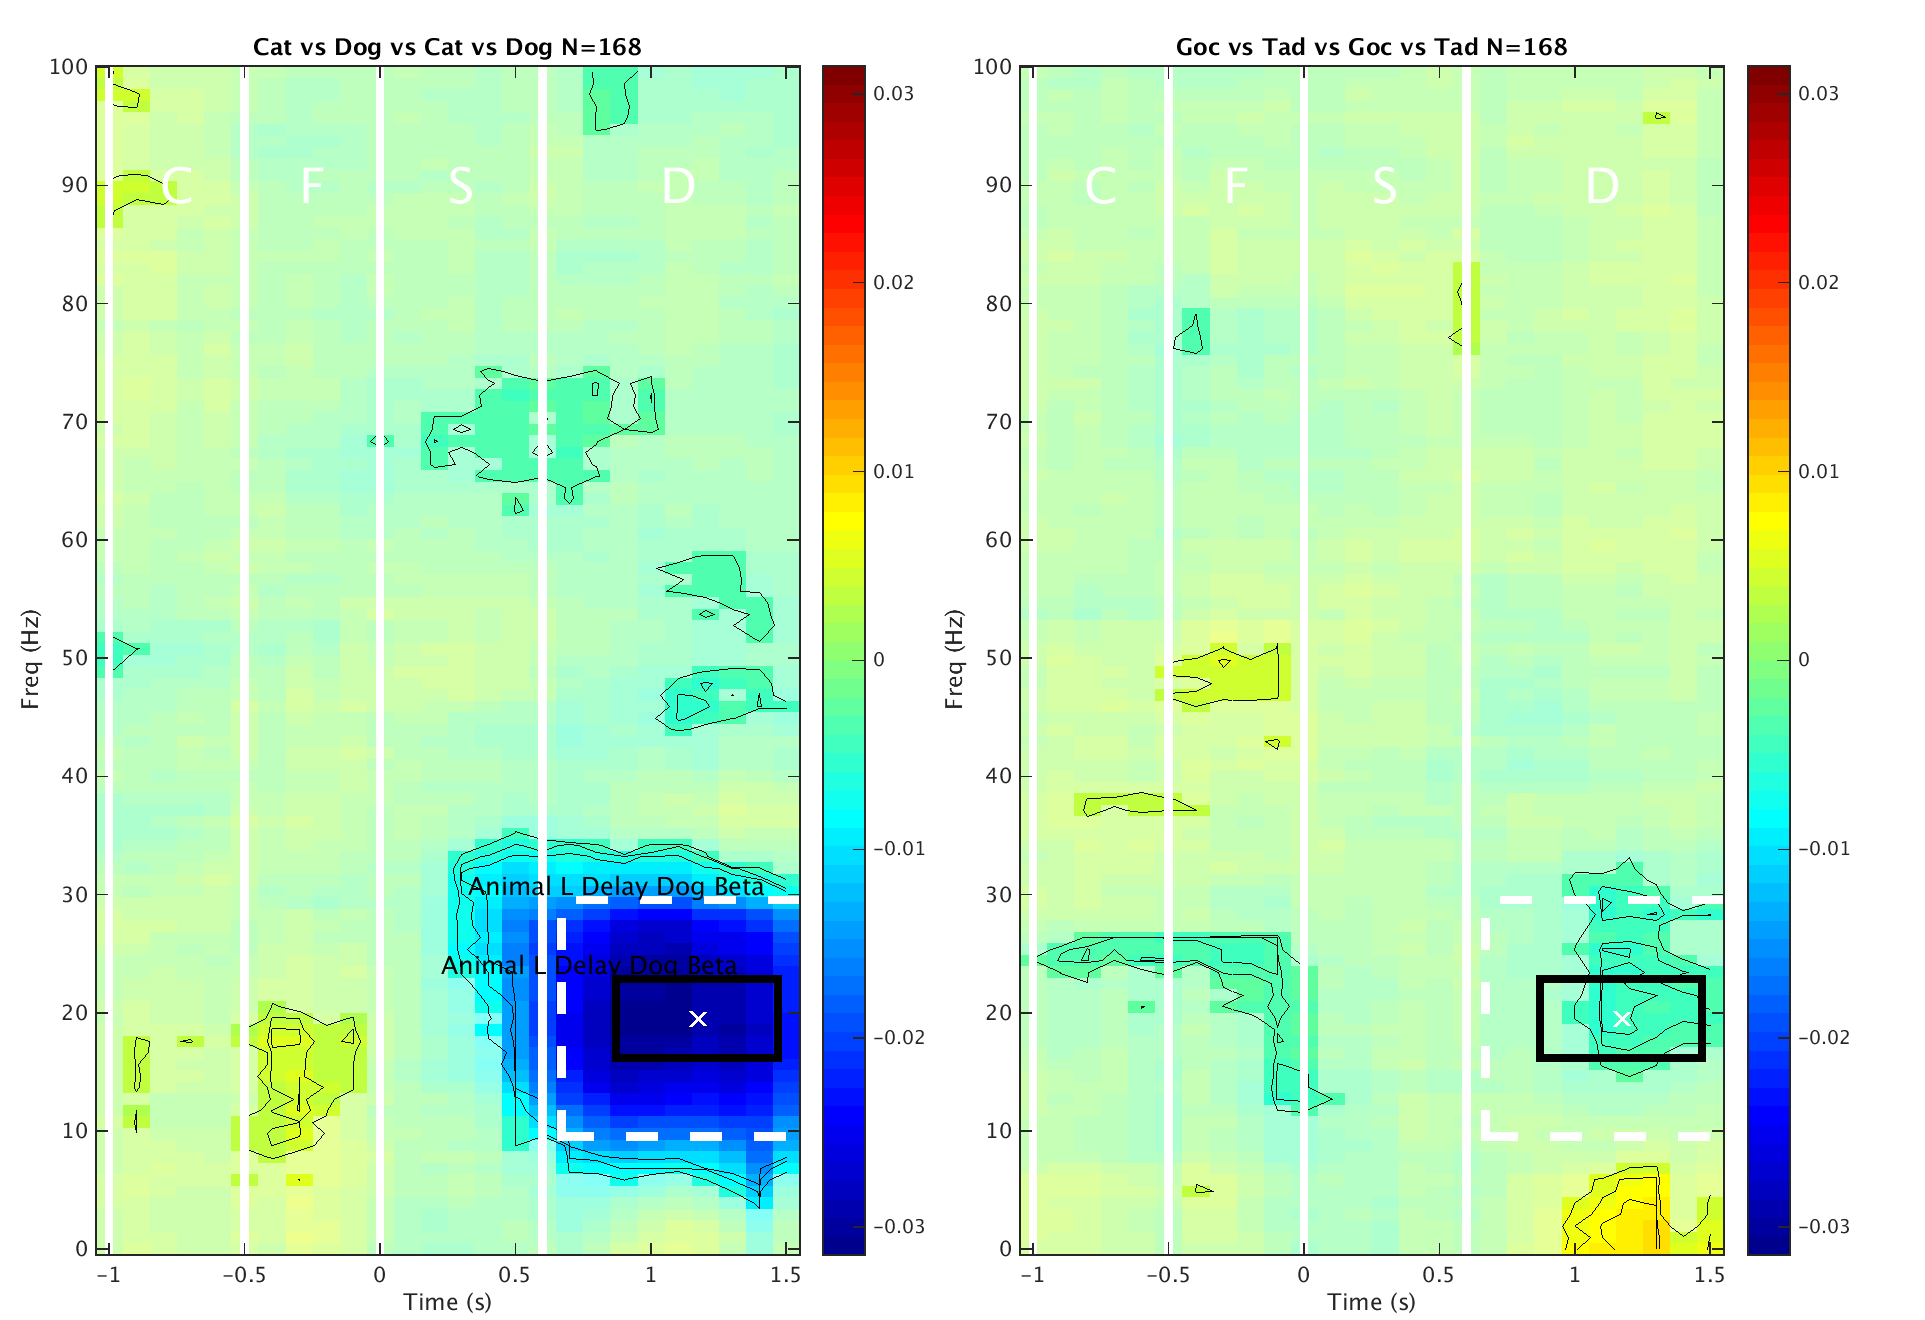 Cat vs Dog vs Cat vs Dog N=168
100
90
80
70
60
50
40
30
20
10
0
Freq (Hz)
C F S D
Animal L Delay Dog Beta
Animal L Delay Dog Beta
x
-1 -0.5 0 0.5 1 1.5
Time (s)
0.03
0.02
0.01
0
-0.01
-0.02
-0.03
Goc vs Tad vs Goc vs Tad N=168
100
90
80
70
60
50
40
30
20
10
0
Freq (Hz)
C F S D
x
-1 -0.5 0 0.5 1 1.5
Time (s)
0.03
0.02
0.01
0
-0.01
-0.02
-0.03